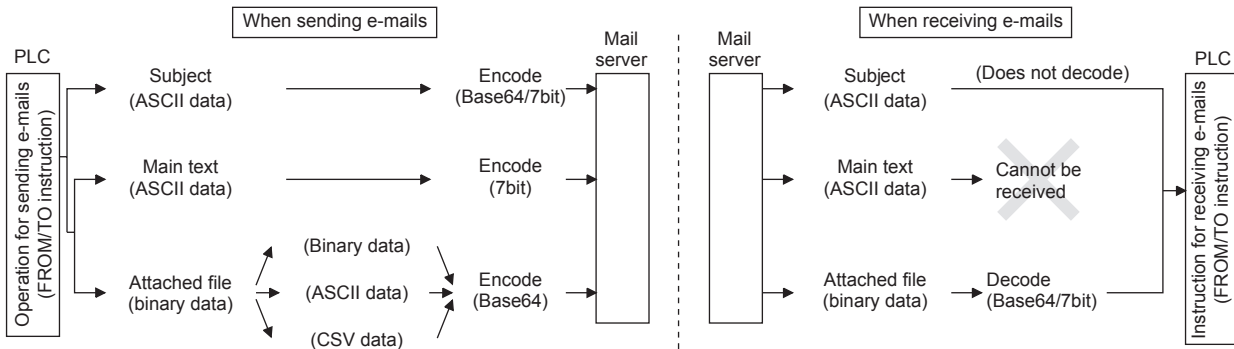 When sending e-mails
PLC
Operation for sending e-mails
(FROM/TO instruction)
Subject
(ASCII data)
Encode
(Base64/7bit)
Main text
(ASCII data)
Encode
(7bit)
Attached file
(binary data)
(Binary data)
(ASCII data)
(CSV data)
Encode
(Base64)
Mail
server
When receiving e-mails
Mail
server
Subject
(ASCII data)
(Does not decode)
Main text
(ASCII data)
Cannot be
received
Attached file
(binary data)
Decode
(Base64/7bit)
PLC
Instruction for receiving e-mails
(FROM/TO instruction)